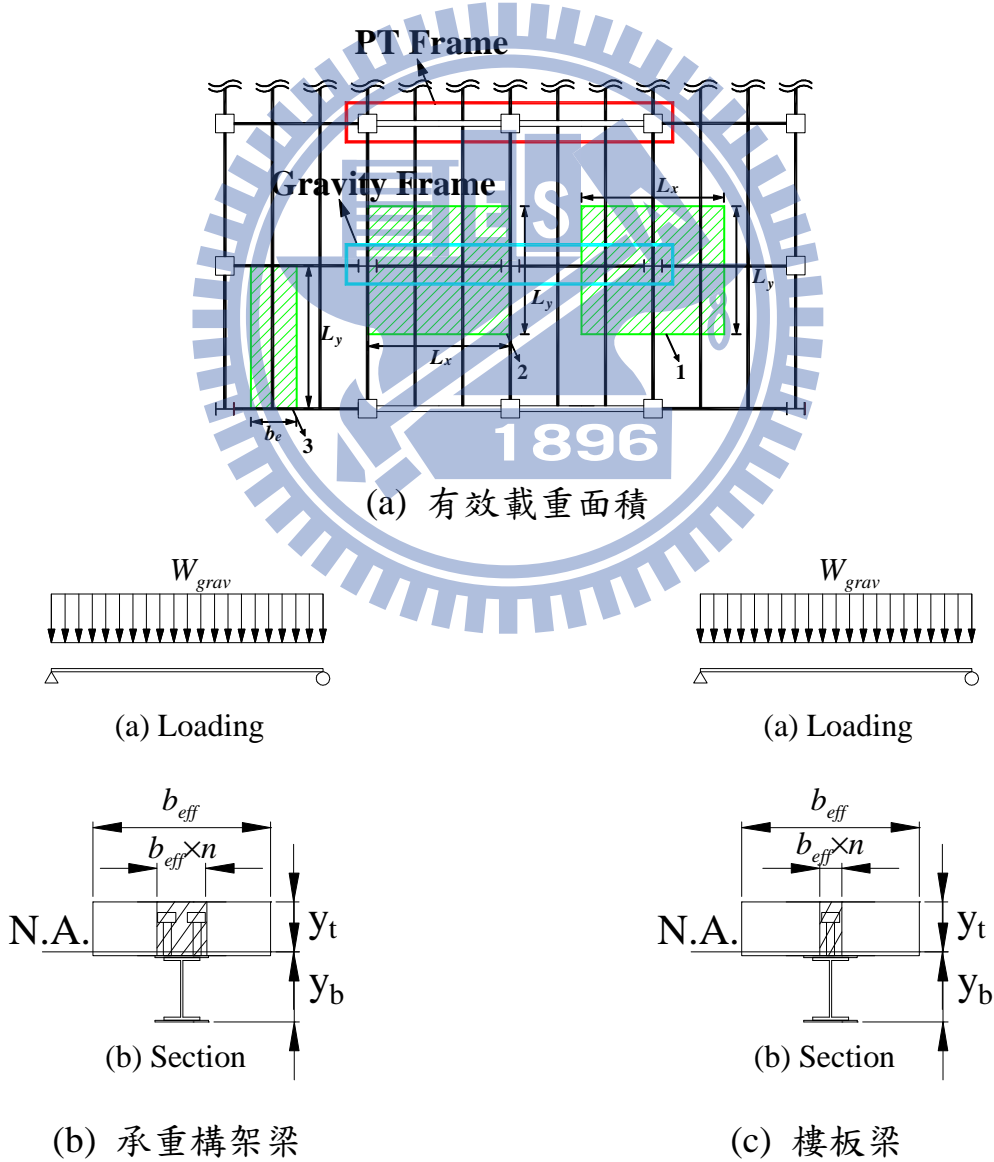 PT Frame
Gravity Frame
Lx
Ly
Ly
Ly
Lx
2
1
be
3
1896
(a) 有效載重面積
Wgrav
Wgrav
(a) Loading
(a) Loading
beff
beff
beff×n
beff×n
N.A.
yt
N.A.
yt
yb
yb
(b) Section
(b) Section
(b) 承重構架梁
(c) 樓板梁